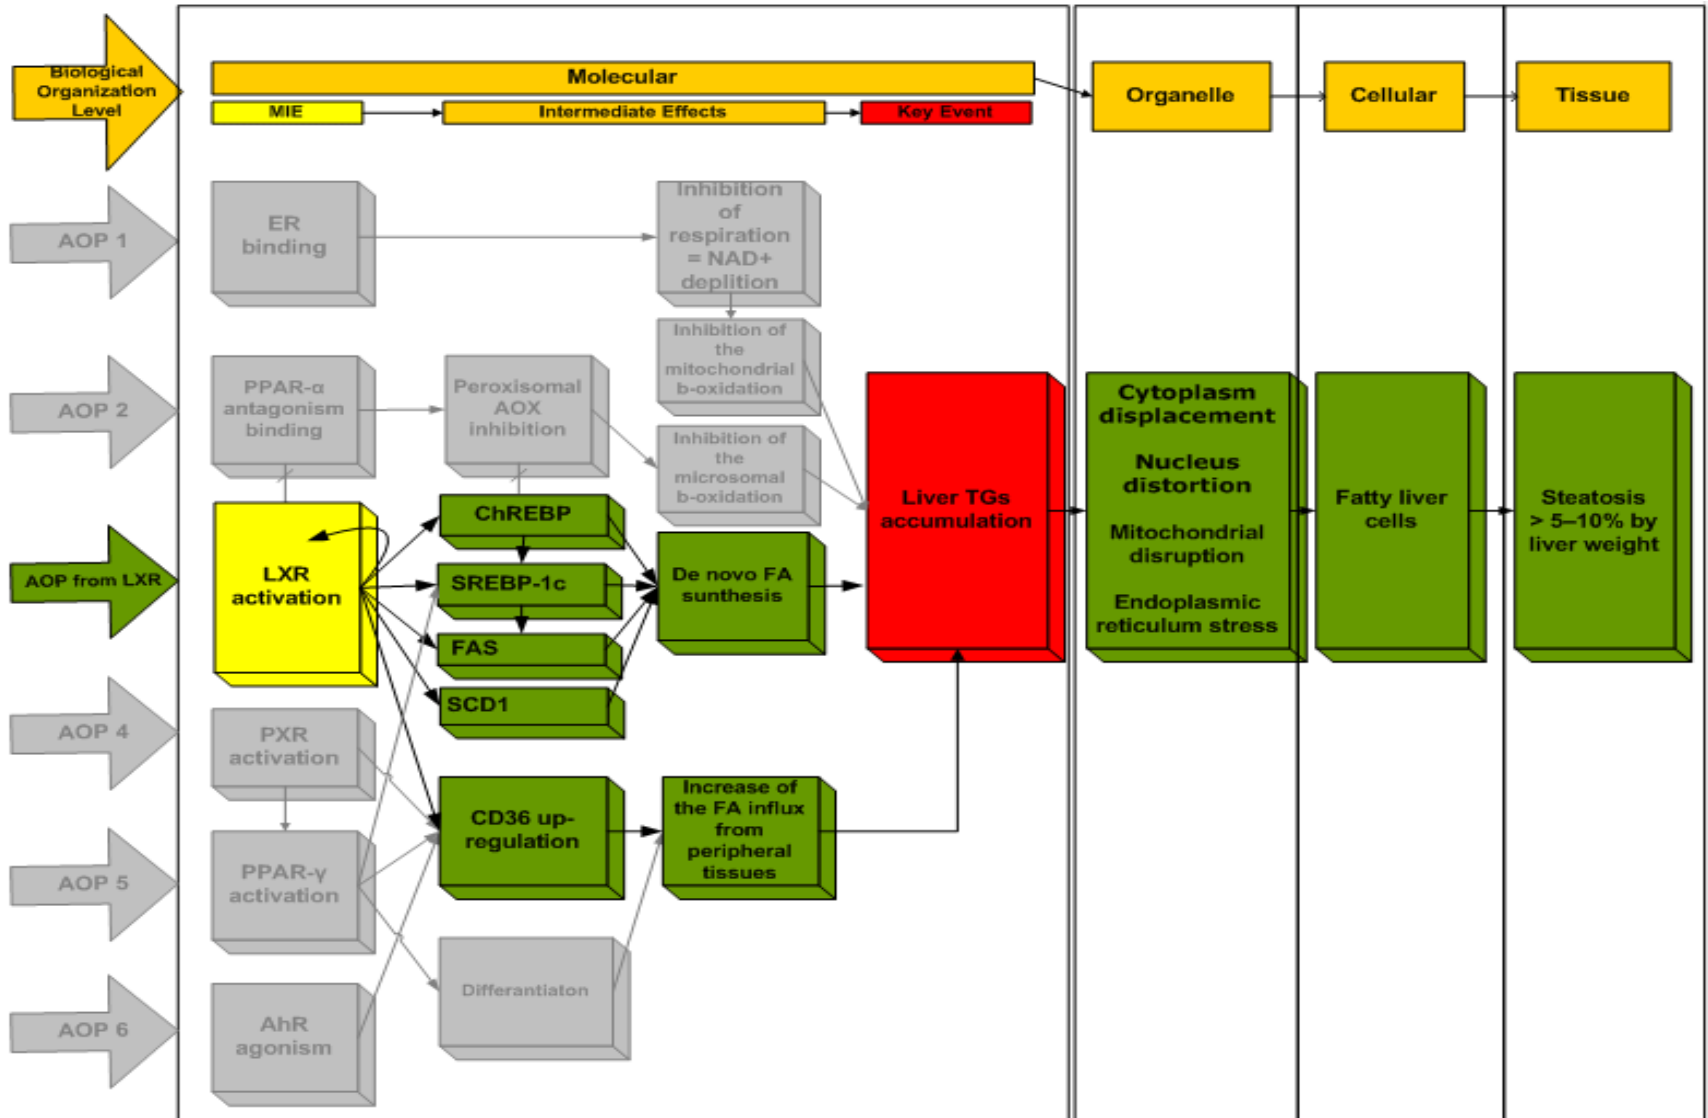 Biological
Organization
Level
Molecular
MIE
Intermediate Effects
Key Event
Organelle
Cellular
Tissue
AOP 1
ER
binding
Inhibition
of
respiration
= NAD+
deplition
Inhibition of
the
mitochondrial
b-oxidation
AOP 2
PPAR-α
antagonism
binding
Peroxisomal
AOX
inhibition
Inhibition of
the
microsomal
b-oxidation
AOP from LXR
LXR
activation
ChREBP
SREBP-1c
FAS
SCD1
De novo FA
sunthesis
Liver TGs
accumulation
Cytoplasm
displacement
Nucleus
distortion
Mitochondrial
disruption
Endoplasmic
reticulum stress
Fatty liver
cells
Steatosis
> 5–10% by
liver weight
AOP 4
PXR
activation
CD36 up-
regulation
Increase of
the FA influx
from
peripheral
tissues
AOP 5
PPAR-γ
activation
Differantiaton
AOP 6
AhR
agonism